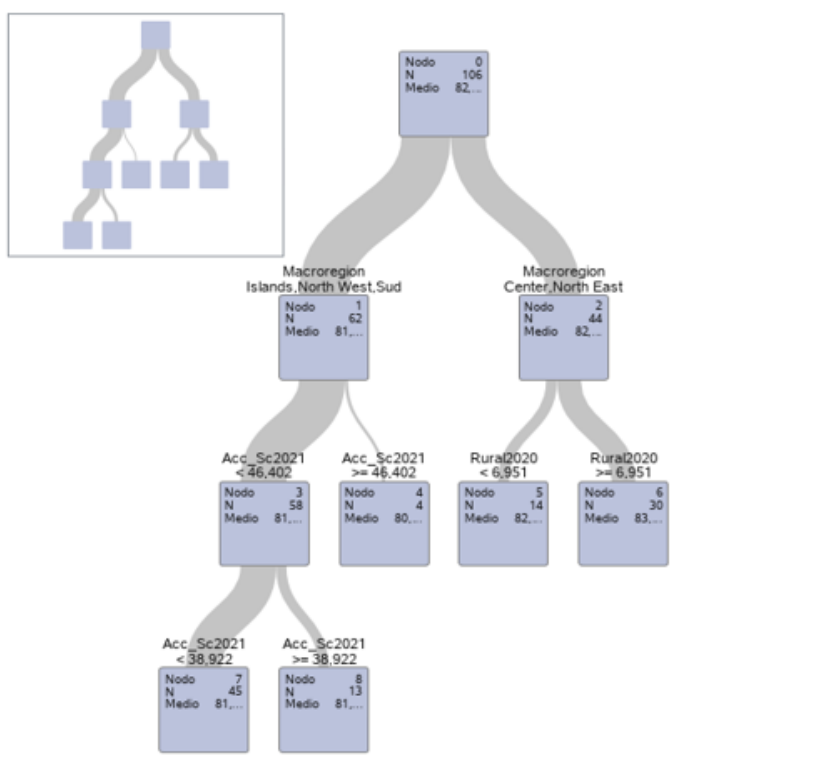 Nodo 0
N 106
Medio 82,...
Macroregion
Islands,North West,Sud
Nodo 1
N 62
Medio 81,...
Macroregion
Center,North East
Nodo 2
N 44
Medio 82,...
Acc_Sc2021
< 46,402
Nodo 3
N 58
Medio 81,...
Acc_Sc2021
>= 46,402
Nodo 4
N 4
Medio 80,...
Rural2020
< 6,951
Nodo 5
N 14
Medio 82,...
Rural2020
>= 6,951
Nodo 6
N 30
Medio 83,...
Acc_Sc2021
< 38,922
Nodo 7
N 45
Medio 81,...
Acc_Sc2021
>= 38,922
Nodo 8
N 13
Medio 81,...